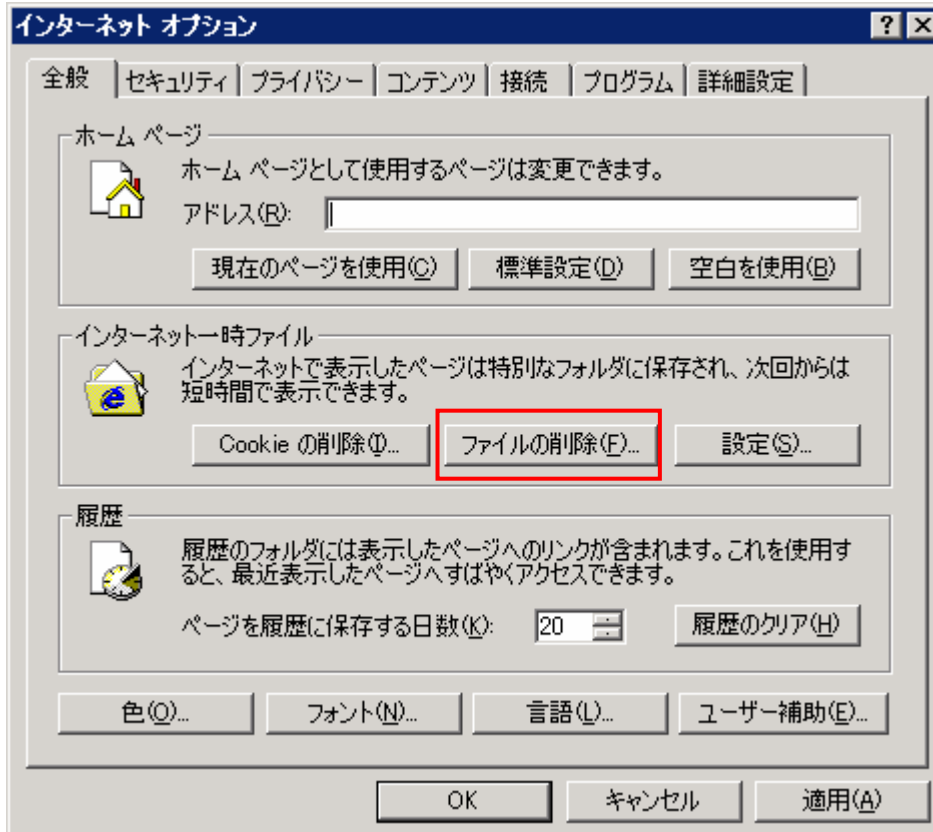 インターネット オプション
全般 セキュリティ プライバシー コンテンツ 接続 プログラム 詳細設定
ホーム ページ
ホーム ページとして使用するページは変更できます。
アドレス(R):
現在のページを使用(C) 標準設定(D) 空白を使用(B)
インターネット一時ファイル
インターネットで表示したページは特別なフォルダに保存され、次回からは
短時間で表示できます。
Cookie の削除(I)... ファイルの削除(F)... 設定(S)...
履歴
履歴のフォルダには表示したページへのリンクが含まれます。これを使用す
ると、最近表示したページへすばやくアクセスできます。
ページを履歴に保存する日数(K): 20 履歴のクリア(H)
色(O)... フォント(N)... 言語(L)... ユーザー補助(E)...
OK キャンセル 適用(A)